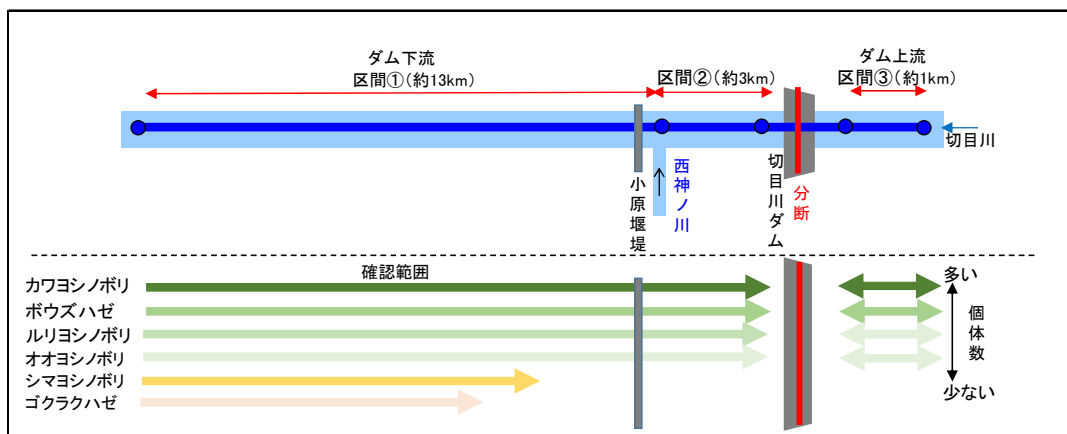 ダム下流
区間①（約13km）
区間②（約3km）
ダム上流
区間③（約1km）
切目川
小原堰堤
西神ノ川
切目川ダム
分断
確認範囲
多い
カワヨシノボリ
ボウズハゼ
ルリヨシノボリ
オオヨシノボリ
シマヨシノボリ
ゴクラクハゼ
個体数
少ない